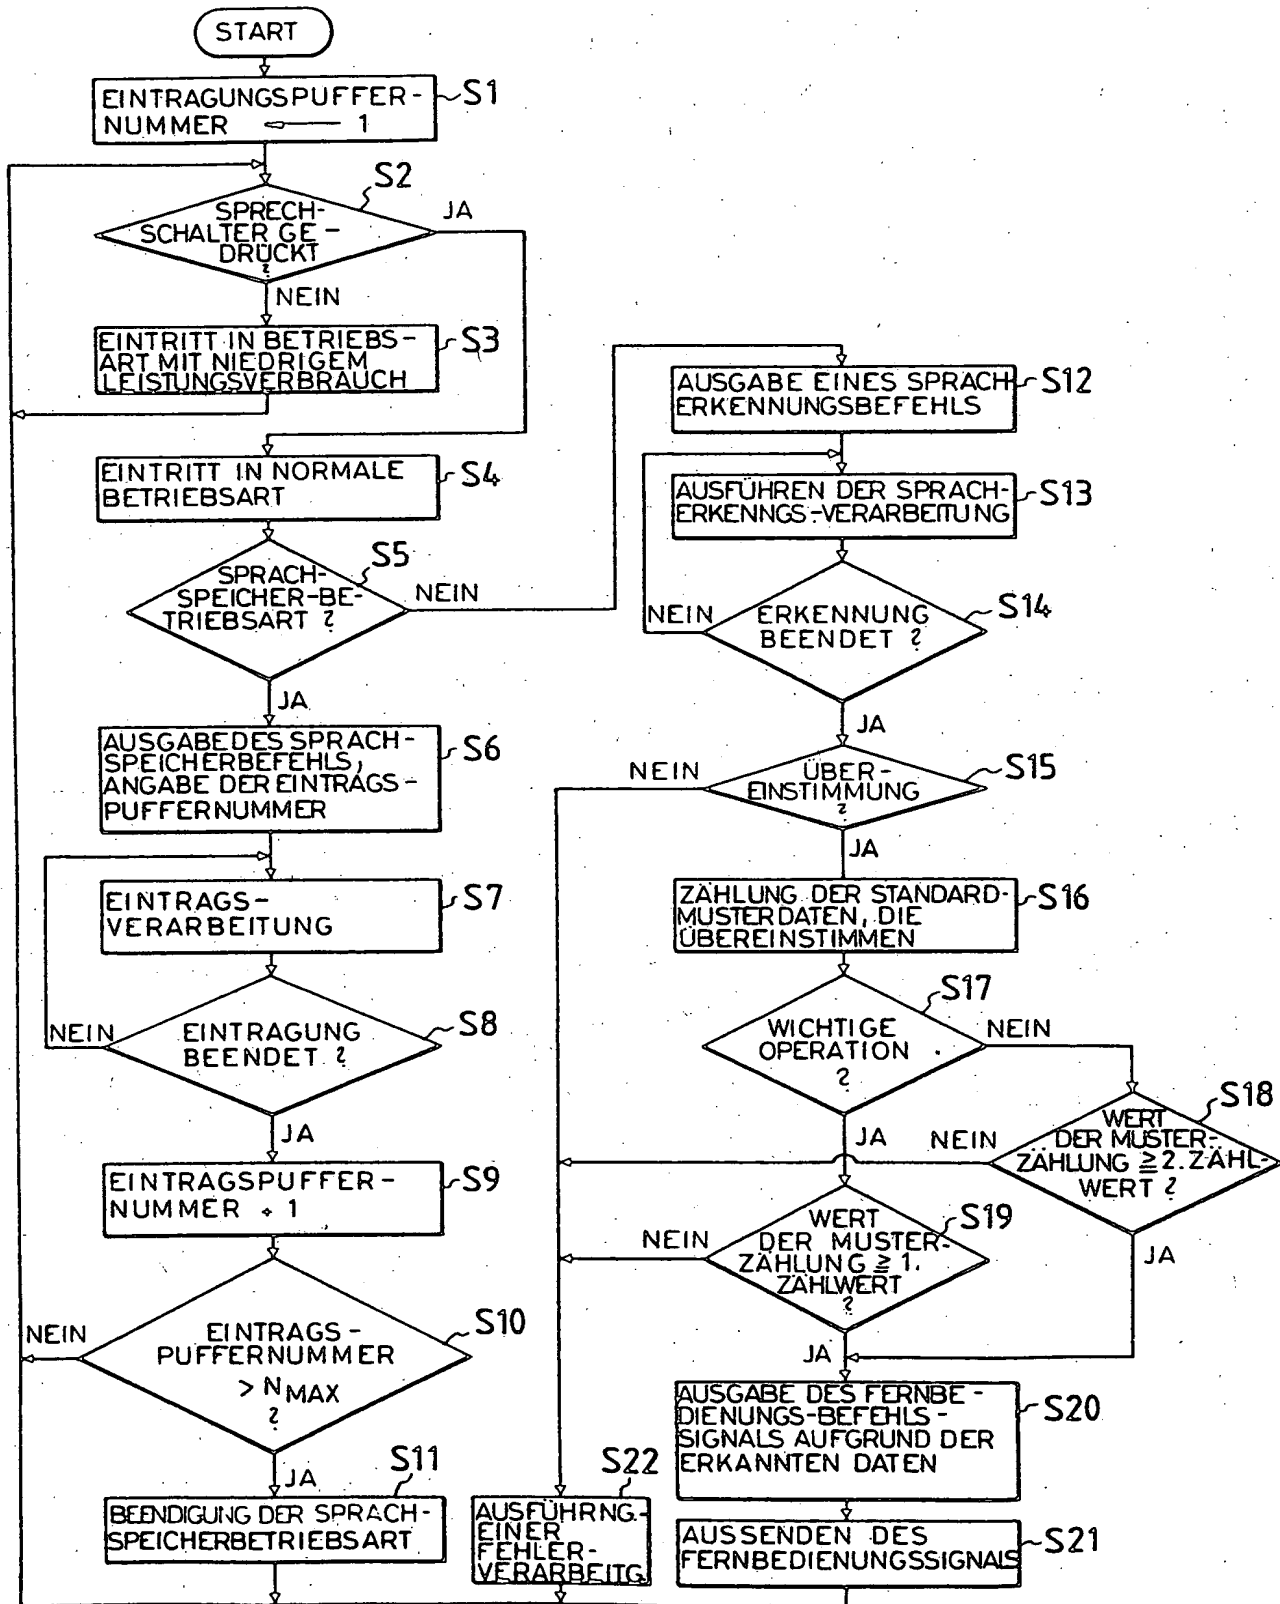 START
EINTRAGUNGSPUFFER-
NUMMER ← 1
S1
SPRECH-
SCHALTER GE-
DRÜCKT
?
S2
JA
NEIN
EINTRITT IN BETRIEBS-
ART MIT NIEDRIGEM
LEISTUNGSVERBRAUCH
S3
EINTRITT IN NORMALE
BETRIEBSART
S4
SPRACH-
SPEICHER-BE-
TRIEBSART ?
S5
NEIN
JA
AUSGABE DES SPRACH-
SPEICHERBEFEHLS,
ANGABE DER EINTRAGS-
PUFFERNUMMER
S6
EINTRAGS-
VERARBEITUNG
S7
EINTRAGUNG
BEENDET ?
S8
NEIN
JA
EINTRAGSPUFFER-
NUMMER + 1
S9
EINTRAGS-
PUFFERNUMMER
> NMAX
?
S10
NEIN
JA
BEENDIGUNG DER SPRACH-
SPEICHERBETRIEBSART
S11
AUSGABE EINES SPRACH
ERKENNUNGSBEFEHLS
S12
AUSFÜHREN DER SPRACH-
ERKENNGS-VERARBEITUNG
S13
ERKENNUNG
BEENDET ?
S14
NEIN
JA
ÜBER-
EINSTIMMUNG
?
S15
NEIN
JA
ZÄHLUNG DER STANDARD-
MUSTERDATEN, DIE
ÜBEREINSTIMMEN
S16
WICHTIGE
OPERATION
?
S17
NEIN
JA
WERT
DER MUSTER-
ZÄHLUNG ≧ 2. ZÄHL-
WERT ?
S18
NEIN
JA
WERT
DER MUSTER-
ZÄHLUNG ≧ 1.
ZÄHLWERT
?
S19
NEIN
JA
AUSGABE DES FERNBE-
DIENUNGS-BEFEHLS-
SIGNALS AUFGRUND DER
ERKANNTEN DATEN
S20
AUSSENDEN DES
FERNBEDIENUNGSSIGNALS
S21
AUSFÜHRNG.
EINER
FEHLER-
VERARBEITG.
S22